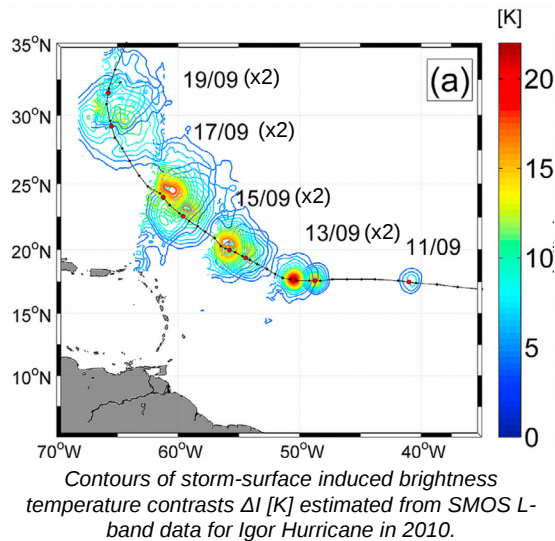 [K]
35°N
30°N
25°N
20°N
15°N
10°N
70°W
60°W
50°W
40°W
(a)
19/09 (x2)
17/09 (x2)
15/09 (x2)
13/09 (x2)
11/09
20
15
10
5
0
Contours of storm-surface induced brightness
temperature contrasts ΔI [K] estimated from SMOS L-
band data for Igor Hurricane in 2010.